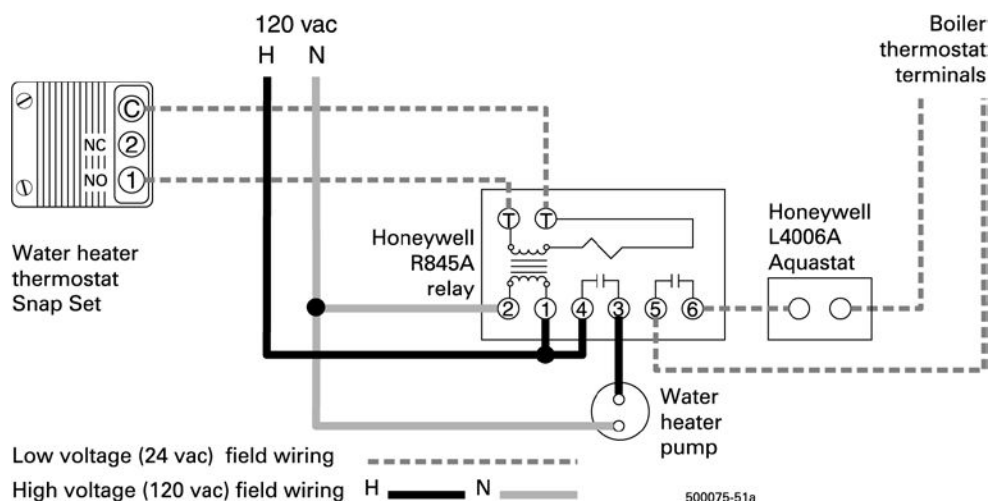 120 vac
H N
Boiler
thermostat
terminals
C
NC 2
NO 1
Water heater
thermostat
Snap Set
T T
Honeywell
R845A
relay
2 1 4 3 5 6
Honeywell
L4006A
Aquastat
Water
heater
pump
Low voltage (24 vac) field wiring
High voltage (120 vac) field wiring H N
500075-51a